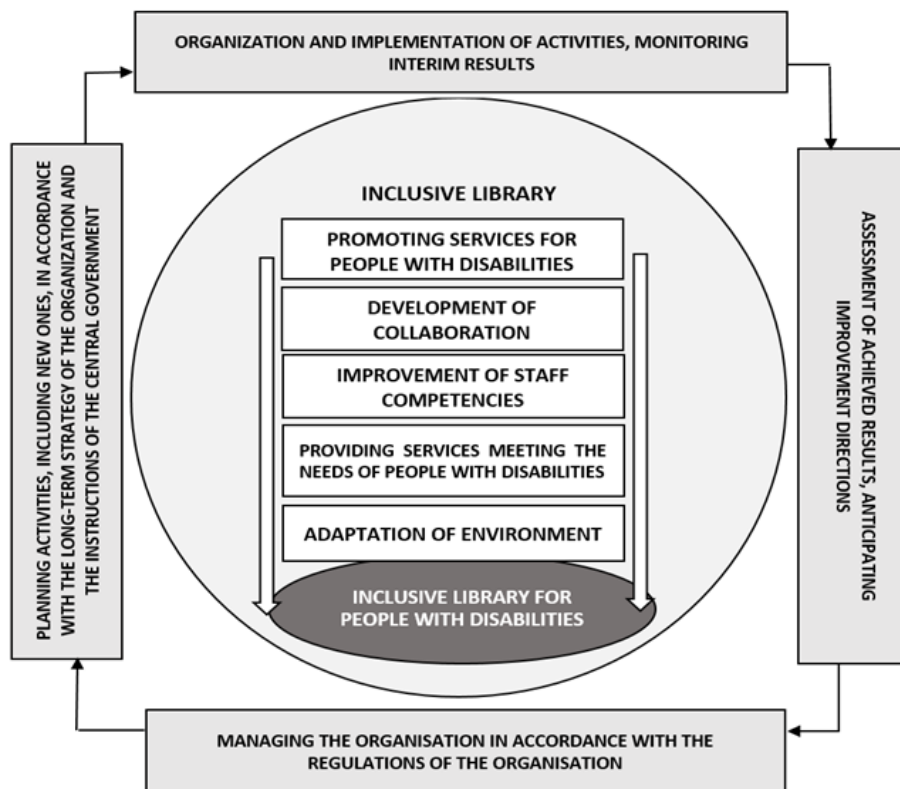 ORGANIZATION AND IMPLEMENTATION OF ACTIVITIES, MONITORING
INTERIM RESULTS
PLANNING ACTIVITIES, INCLUDING NEW ONES, IN ACCORDANCE
WITH THE LONG-TERM STRATEGY OF THE ORGANIZATION AND
THE INSTRUCTIONS OF THE CENTRAL GOVERNMENT
INCLUSIVE LIBRARY
PROMOTING SERVICES FOR
PEOPLE WITH DISABILITIES
DEVELOPMENT OF
COLLABORATION
IMPROVEMENT OF STAFF
COMPETENCIES
PROVIDING SERVICES MEETING THE
NEEDS OF PEOPLE WITH DISABILITIES
ADAPTATION OF ENVIRONMENT
INCLUSIVE LIBRARY FOR
PEOPLE WITH DISABILITIES
ASSESSMENT OF ACHIEVED RESULTS, ANTICIPATING
IMPROVEMENT DIRECTIONS
MANAGING THE ORGANISATION IN ACCORDANCE WITH THE
REGULATIONS OF THE ORGANISATION